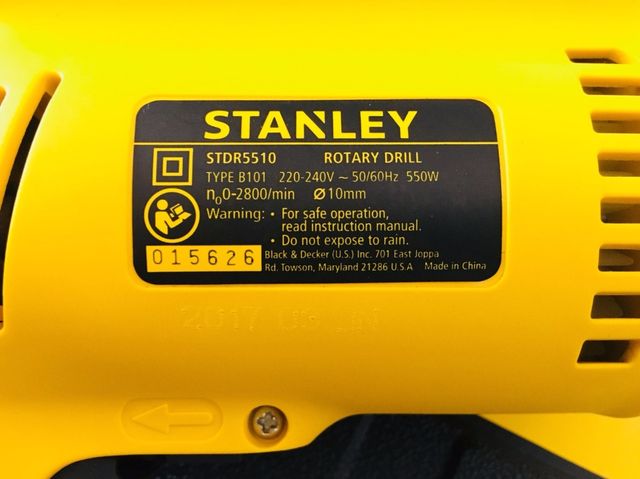 STANLEY
STDR5510 ROTARY DRILL
TYPE B101 220-240V ~ 50/60Hz 550W
n₀0-2800/min Ø10mm
Warning: • For safe operation,
read instruction manual.
• Do not expose to rain.
015626
Black & Decker (U.S.) Inc. 701 East Joppa
Rd. Towson, Maryland 21286 U.S.A Made in China
2017